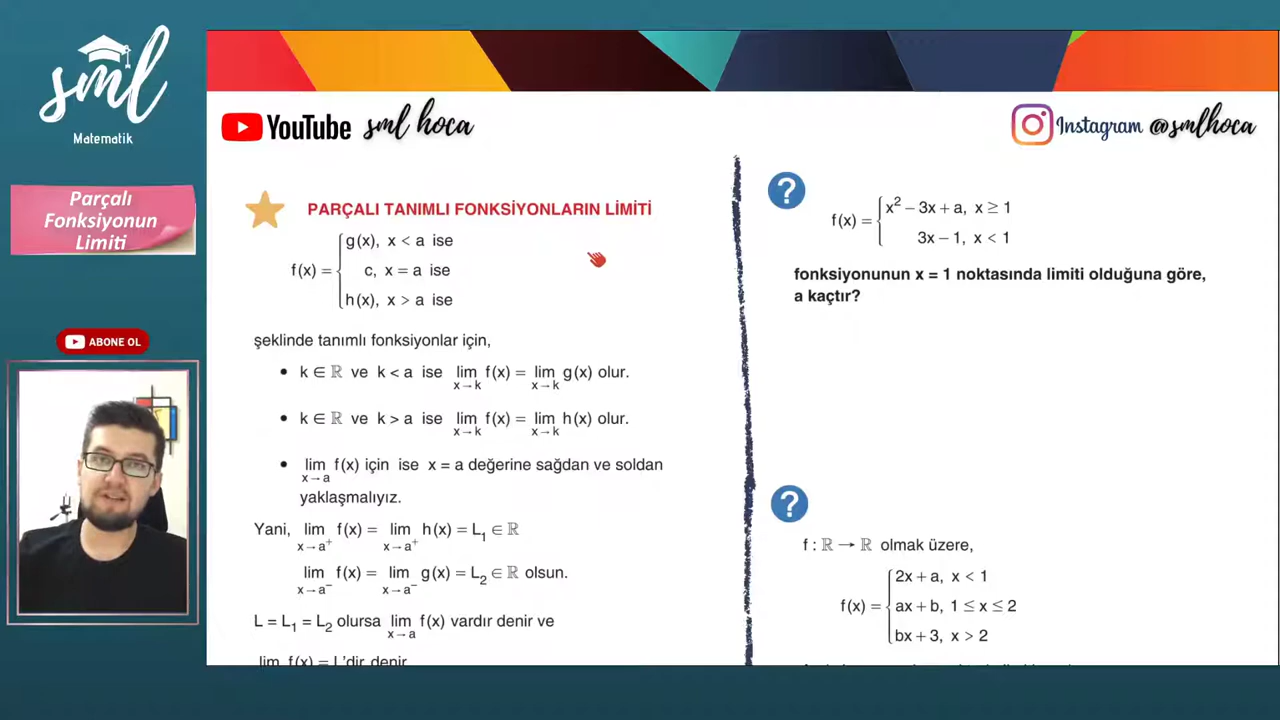 sml
Matematik
Parçalı
Fonksiyonun
Limiti
ABONE OL
YouTube sml hoca
Instagram @smlhoca
PARÇALI TANIMLI FONKSİYONLARIN LİMİTİ
g(x), x < a ise
f(x) = c, x = a ise
h(x), x > a ise
şeklinde tanımlı fonksiyonlar için,
• k ∈ ℝ ve k < a ise lim f(x) = lim g(x) olur.
x→k x→k
• k ∈ ℝ ve k > a ise lim f(x) = lim h(x) olur.
x→k x→k
• lim f(x) için ise x = a değerine sağdan ve soldan
x→a
yaklaşmalıyız.
Yani, lim f(x) = lim h(x) = L₁ ∈ ℝ
x→a⁺ x→a⁺
lim f(x) = lim g(x) = L₂ ∈ ℝ olsun.
x→a⁻ x→a⁻
L = L₁ = L₂ olursa lim f(x) vardır denir ve
x→a
lim f(x) = L'dir denir
?
x² − 3x + a, x ≥ 1
f(x) =
3x − 1, x < 1
fonksiyonunun x = 1 noktasında limiti olduğuna göre,
a kaçtır?
?
f : ℝ → ℝ olmak üzere,
2x + a, x < 1
f(x) = ax + b, 1 ≤ x ≤ 2
bx + 3, x > 2